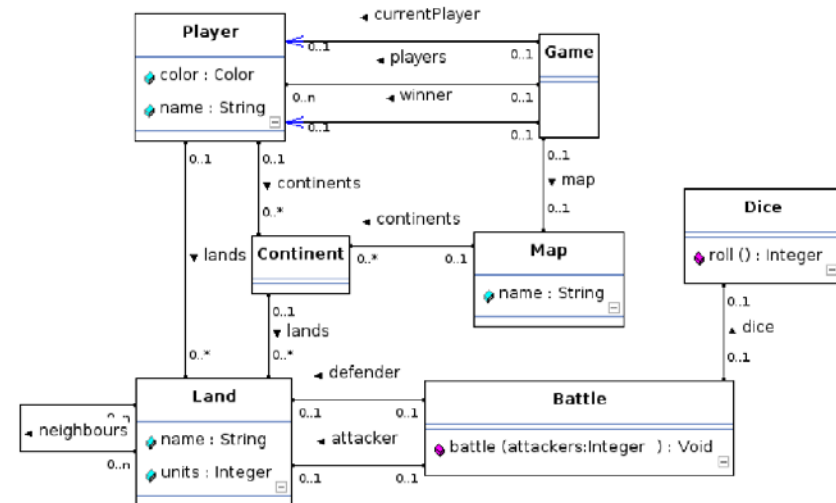 ◄ currentPlayer
Player
Game
0..1
0..1
◄ players
color : Color
name : String
0..n
0..1
◄ winner
0..1
0..1
0..1
0..1
0..1
▼ continents
▼ map
0..*
0..1
◄ continents
Dice
▼ lands
Continent
0..*
0..1
Map
roll () : Integer
name : String
0..1
▼ lands
0..1
▲ dice
0..*
0..*
0..1
◄ defender
Land
Battle
0..1
0..1
◄ neighbours
name : String
◄ attacker
battle (attackers:Integer ) : Void
0..n
units : Integer
0..1
0..1